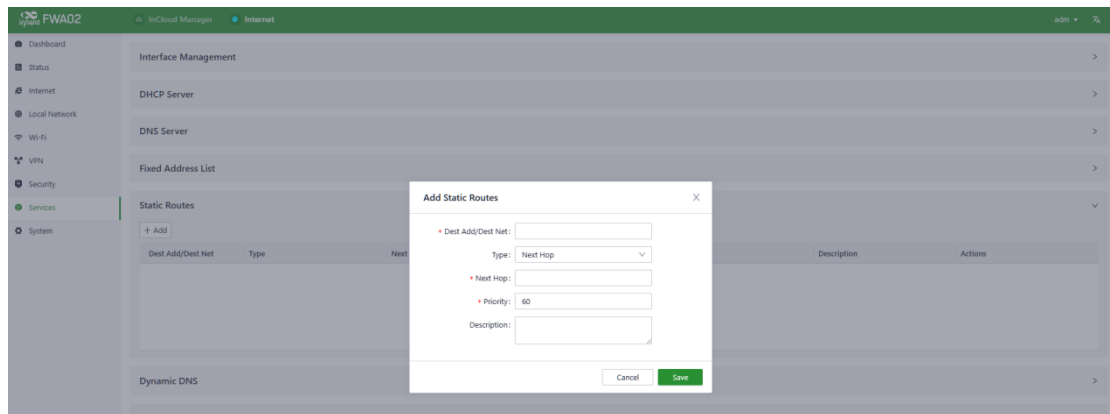 inhand FWA02
InCloud Manager Internet adm
Dashboard
Status
Internet
Local Network
Wi-Fi
VPN
Security
Services
System
Interface Management
DHCP Server
DNS Server
Fixed Address List
Static Routes
+ Add
Dest Add/Dest Net Type Next Description Actions
Dynamic DNS
Add Static Routes
* Dest Add/Dest Net:
Type: Next Hop
* Next Hop:
* Priority: 60
Description:
Cancel Save